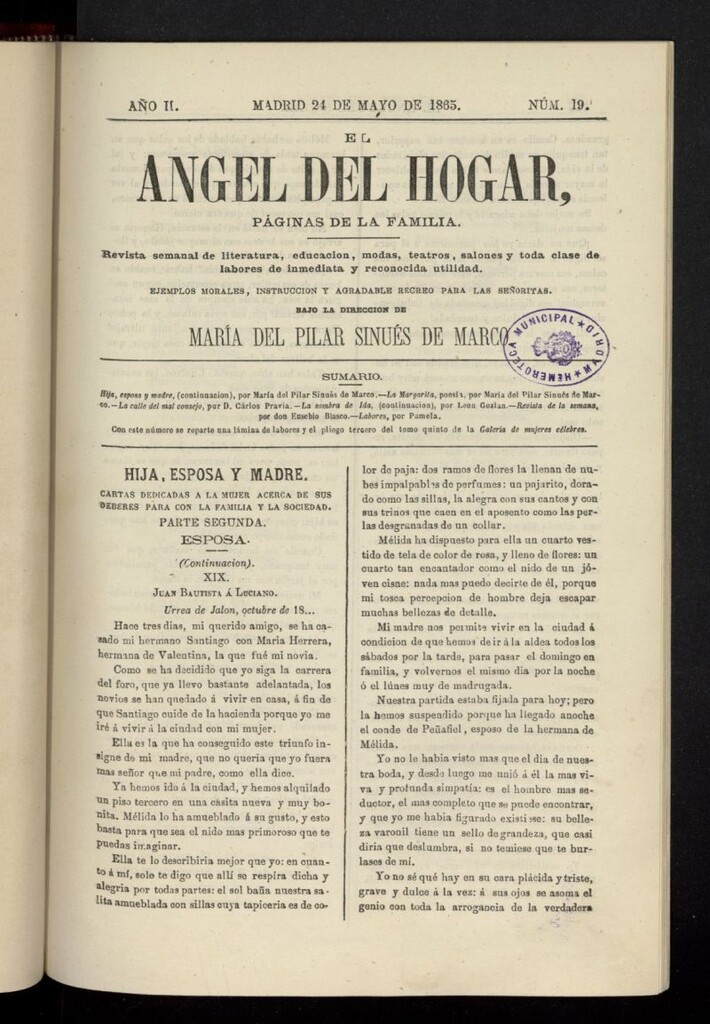 AÑO II. MADRID 24 DE MAYO DE 1865. NÚM. 19.
EL
ANGEL DEL HOGAR,
PÁGINAS DE LA FAMILIA.
Revista semanal de literatura, educacion, modas, teatros, salones y toda clase de
labores de inmediata y reconocida utilidad.
EJEMPLOS MORALES, INSTRUCCION Y AGRADABLE RECREO PARA LAS SEÑORITAS.
BAJO LA DIRECCION DE
MARÍA DEL PILAR SINUÉS DE MARCO
HEMEROTECA MUNICIPAL MADRID
SUMARIO.
Hija, esposa y madre, (continuacion), por María del Pilar Sinués de Marco.—La Margarita, poesía, por María del Pilar Sinués de Mar-
co.—La calle del mal consejo, por D. Cárlos Pravia.—La sombra de Ida, (continuacion), por Leon Gozlan.—Revista de la semana,
por don Eusebio Blasco.—Labores, por Pamela.
Con este número se reparte una lámina de labores y el pliego tercero del tomo quinto de la Galería de mujeres célebres.
HIJA, ESPOSA Y MADRE.
CARTAS DEDICADAS A LA MUJER ACERCA DE SUS
DEBERES PARA CON LA FAMILIA Y LA SOCIEDAD.
PARTE SEGUNDA.
ESPOSA.
(Continuacion).
XIX.
JUAN BAUTISTA Á LUCIANO.
Urrea de Jalon, octubre de 18...
Hace tres dias, mi querido amigo, se ha ca-
sado mi hermano Santiago con Maria Herrera,
hermana de Valentina, la que fué mi novia.
Como se ha decidido que yo siga la carrera
del foro, que ya llevo bastante adelantada, los
novios se han quedado á vivir en casa, á fin de
que Santiago cuide de la hacienda porque yo me
iré á vivir á la ciudad con mi mujer.
Ella es la que ha conseguido este triunfo in-
signe de mi madre, que no queria que yo fuera
mas señor que mi padre, como ella dice.
Ya hemos ido á la ciudad, y hemos alquilado
un piso tercero en una casita nueva y muy bo-
nita. Mélida lo ha amueblado á su gusto, y esto
basta para que sea el nido mas primoroso que te
puedas imaginar.
Ella te lo describiria mejor que yo: en cuan-
to á mí, solo te digo que allí se respira dicha y
alegria por todas partes: el sol baña nuestra sa-
lita amueblada con sillas cuya tapiceria es de co-
lor de paja: dos ramos de flores la llenan de nu-
bes impalpables de perfumes: un pajarito, dora-
do como las sillas, la alegra con sus cantos y con
sus trinos que caen en el aposento como las per-
las desgranadas de un collar.
Mélida ha dispuesto para ella un cuarto ves-
tido de tela de color de rosa, y lleno de flores: un
cuarto tan encantador como el nido de un jó-
ven cisne: nada mas puedo decirte de él, porque
mi tosca percepcion de hombre deja escapar
muchas bellezas de detalle.
Mi madre nos permite vivir en la ciudad á
condicion de que hemos de ir á la aldea todos los
sábados por la tarde, para pasar el domingo en
familia, y volvernos el mismo dia por la noche
ó el lúnes muy de madrugada.
Nuestra partida estaba fijada para hoy; pero
la hemos suspendido porque ha llegado anoche
el conde de Peñafiel, esposo de la hermana de
Mélida.
Yo no le habia visto mas que el dia de nues-
tra boda, y desde luego me unió á él la mas vi-
va y profunda simpatía: es el hombre mas se-
ductor, el mas completo que se puede encontrar,
y que yo me habia figurado existiese: su belle-
za varonil tiene un sello de grandeza, que casi
diria que deslumbra, si no temiese que te bur-
lases de mí.
Yo no sé qué hay en su cara plácida y triste,
grave y dulce á la vez: á sus ojos se asoma el
genio con toda la arrogancia de la verdadera